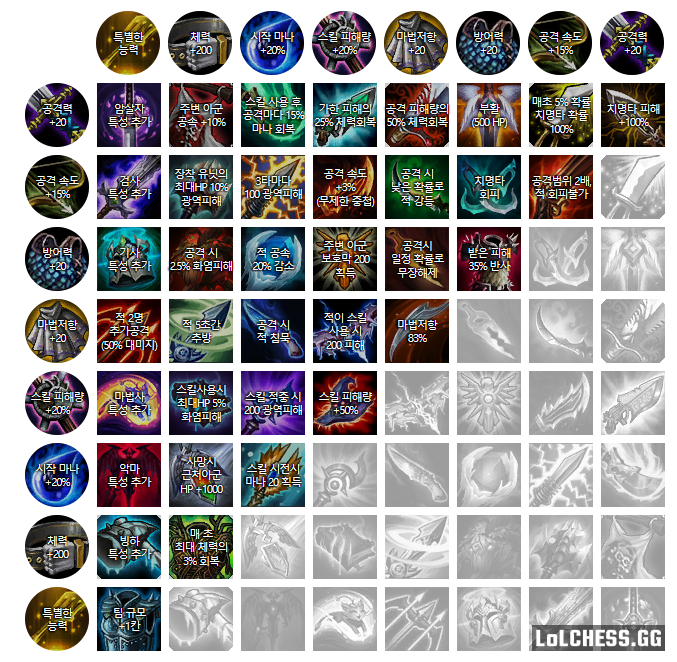 특별한
능력
체력
+200
시작 마나
+20%
스킬 피해량
+20%
마법저항
+20
방어력
+20
공격 속도
+15%
공격력
+20
공격력
+20
암살자
특성 추가
주변 아군
공속 +10%
스킬 사용 후
공격마다 15%
마나 회복
가한 피해의
25% 체력회복
공격 피해량의
50% 체력회복
부활
(500 HP)
매초 5% 확률
치명타 확률
100%
치명타 피해
+100%
공격 속도
+15%
검사
특성 추가
장착 유닛의
최대HP 10%
광역피해
3타마다
100 광역피해
공격 속도
+3%
(무제한 중첩)
공격 시
낮은 확률로
적 강등
치명타
회피
공격범위 2배,
적 회피불가
방어력
+20
기사
특성 추가
공격 시
2.5% 화염피해
적 공속
20% 감소
주변 아군
보호막 200
획득
공격시
일정 확률로
무장해제
받은 피해
35% 반사
마법저항
+20
적 2명
추가공격
(50% 대미지)
적 5초간
추방
공격 시
적 침묵
적이 스킬
사용 시
200 피해
마법저항
83%
스킬 피해량
+20%
마법사
특성 추가
스킬사용시
최대HP 5%
화염피해
스킬 적중 시
200 광역피해
스킬 피해량
+50%
시작 마나
+20%
악마
특성 추가
사망시
근처아군
HP +1000
스킬 시전시
마나 20 획득
체력
+200
빙하
특성 추가
매 초
최대 체력의
3% 회복
특별한
능력
팀 규모
+1칸
LoLCHESS.GG